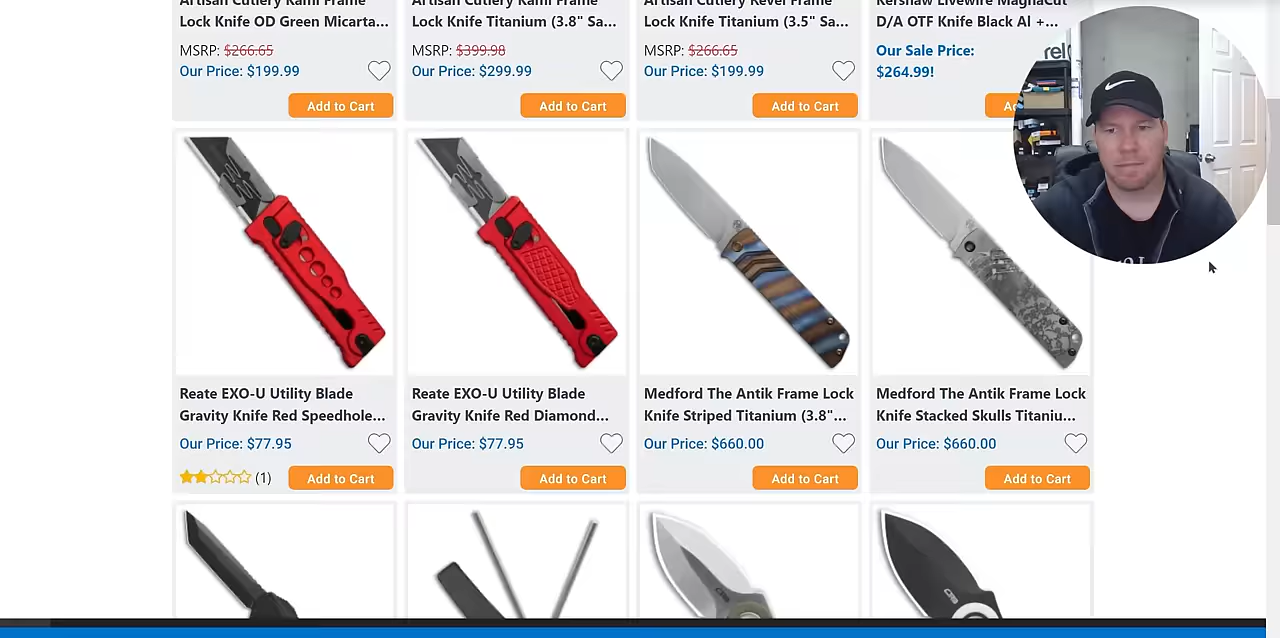 Artisan Cutlery Kami Frame
Lock Knife OD Green Micarta...
MSRP: $266.65
Our Price: $199.99
Add to Cart
Artisan Cutlery Kami Frame
Lock Knife Titanium (3.8" Sa...
MSRP: $399.98
Our Price: $299.99
Add to Cart
Artisan Cutlery Kevel Frame
Lock Knife Titanium (3.5" Sa...
MSRP: $266.65
Our Price: $199.99
Add to Cart
Kershaw Livewire MagnaCut
D/A OTF Knife Black Al +...
Our Sale Price:
$264.99!
Reate EXO-U Utility Blade
Gravity Knife Red Speedhole...
Our Price: $77.95
(1)
Add to Cart
Reate EXO-U Utility Blade
Gravity Knife Red Diamond...
Our Price: $77.95
Add to Cart
Medford The Antik Frame Lock
Knife Striped Titanium (3.8"...
Our Price: $660.00
Add to Cart
Medford The Antik Frame Lock
Knife Stacked Skulls Titaniu...
Our Price: $660.00
Add to Cart